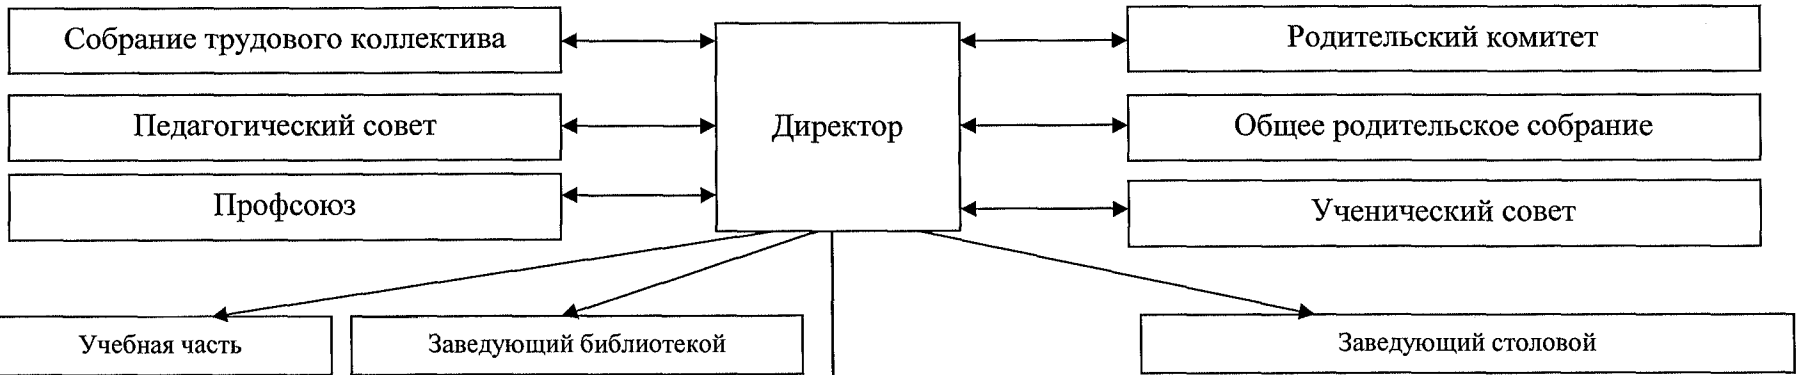 Собрание трудового коллектива
Педагогический совет
Профсоюз
Директор
Родительский комитет
Общее родительское собрание
Ученический совет
Учебная часть
Заведующий библиотекой
Заведующий столовой